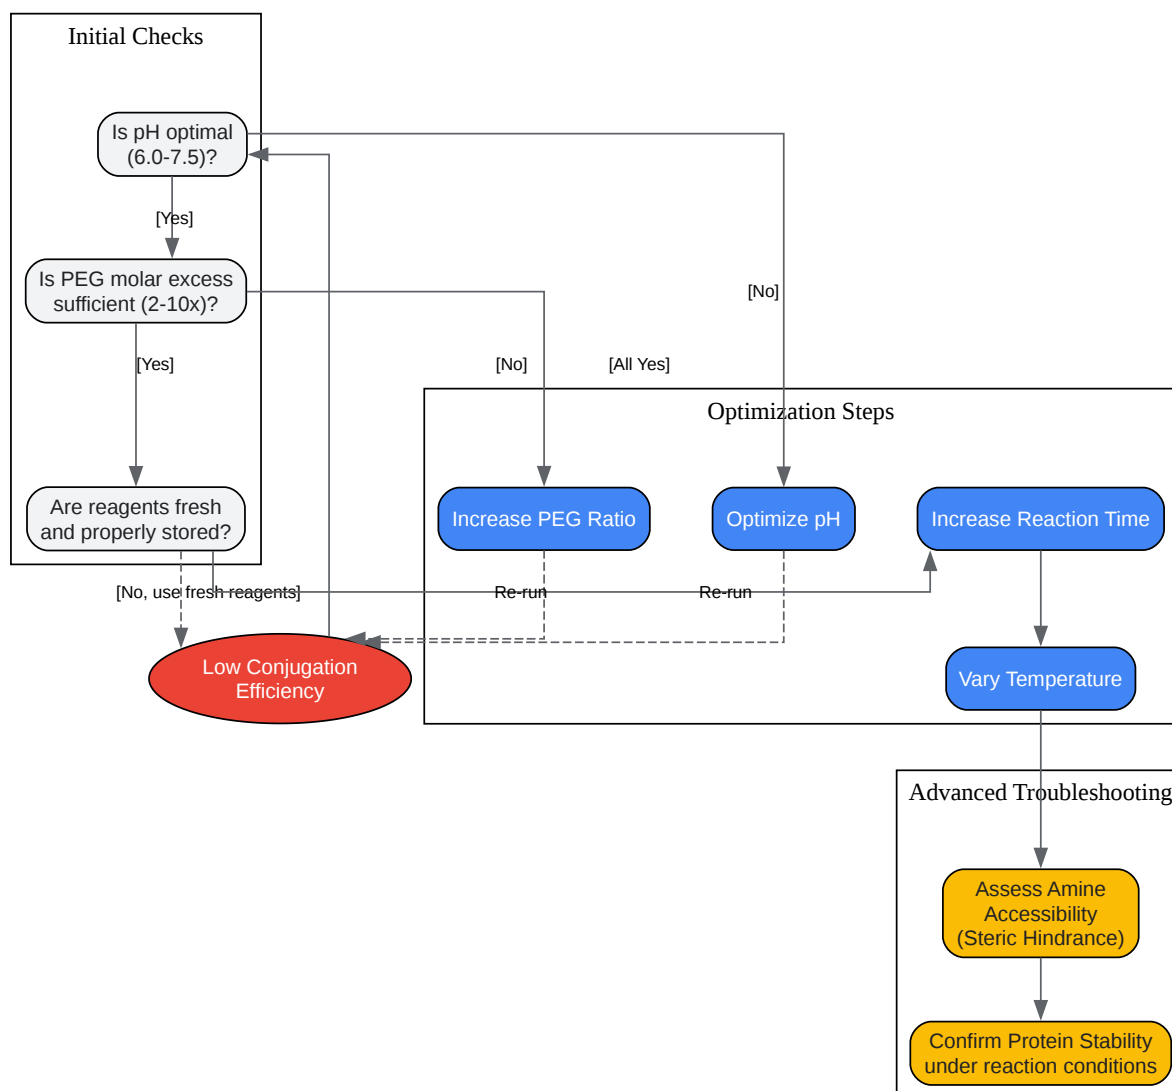 Initial Checks
Is pH optimal
(6.0-7.5)?
[Yes]
Is PEG molar excess
sufficient (2-10x)?
[No]
[Yes]
[No]
[All Yes]
Optimization Steps
Are reagents fresh
and properly stored?
Increase PEG Ratio
Optimize pH
Increase Reaction Time
[No, use fresh reagents]
Re-run
Re-run
Low Conjugation
Efficiency
Vary Temperature
Advanced Troubleshooting
Assess Amine
Accessibility
(Steric Hindrance)
Confirm Protein Stability
under reaction conditions